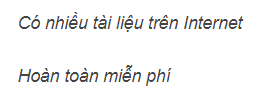 Có nhiều tài liệu trên Internet
Hoàn toàn miễn phí